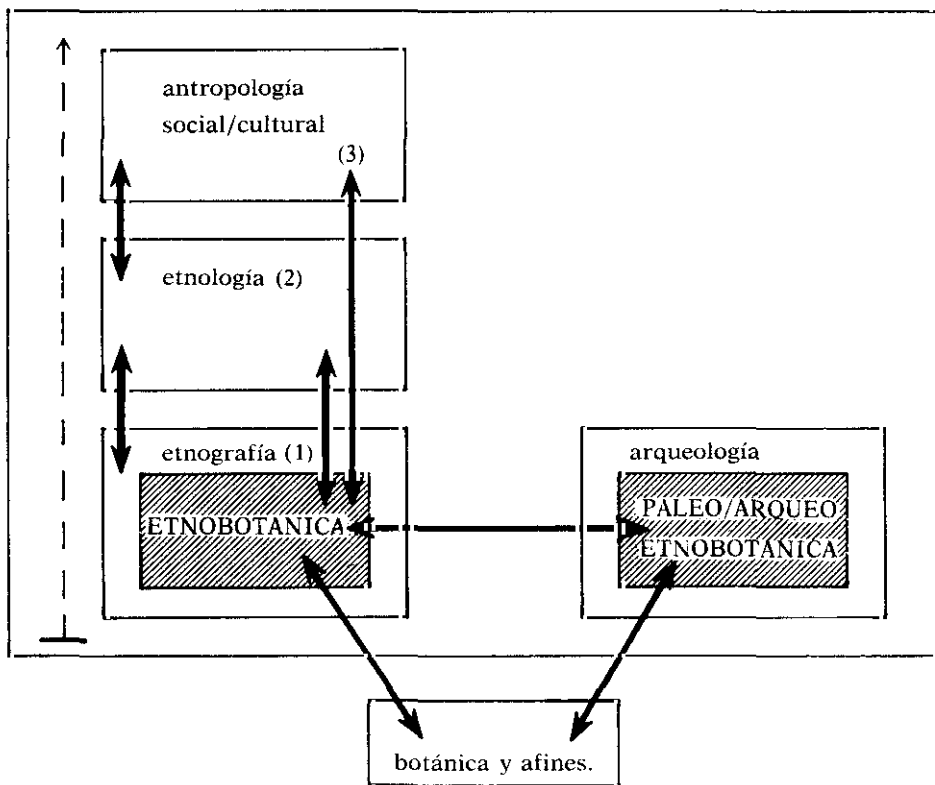 antropología
social/cultural
(3)
etnología (2)
etnografía (1)
ETNOBOTANICA
arqueología
PALEO/ARQUEO
ETNOBOTANICA
botánica y afines.